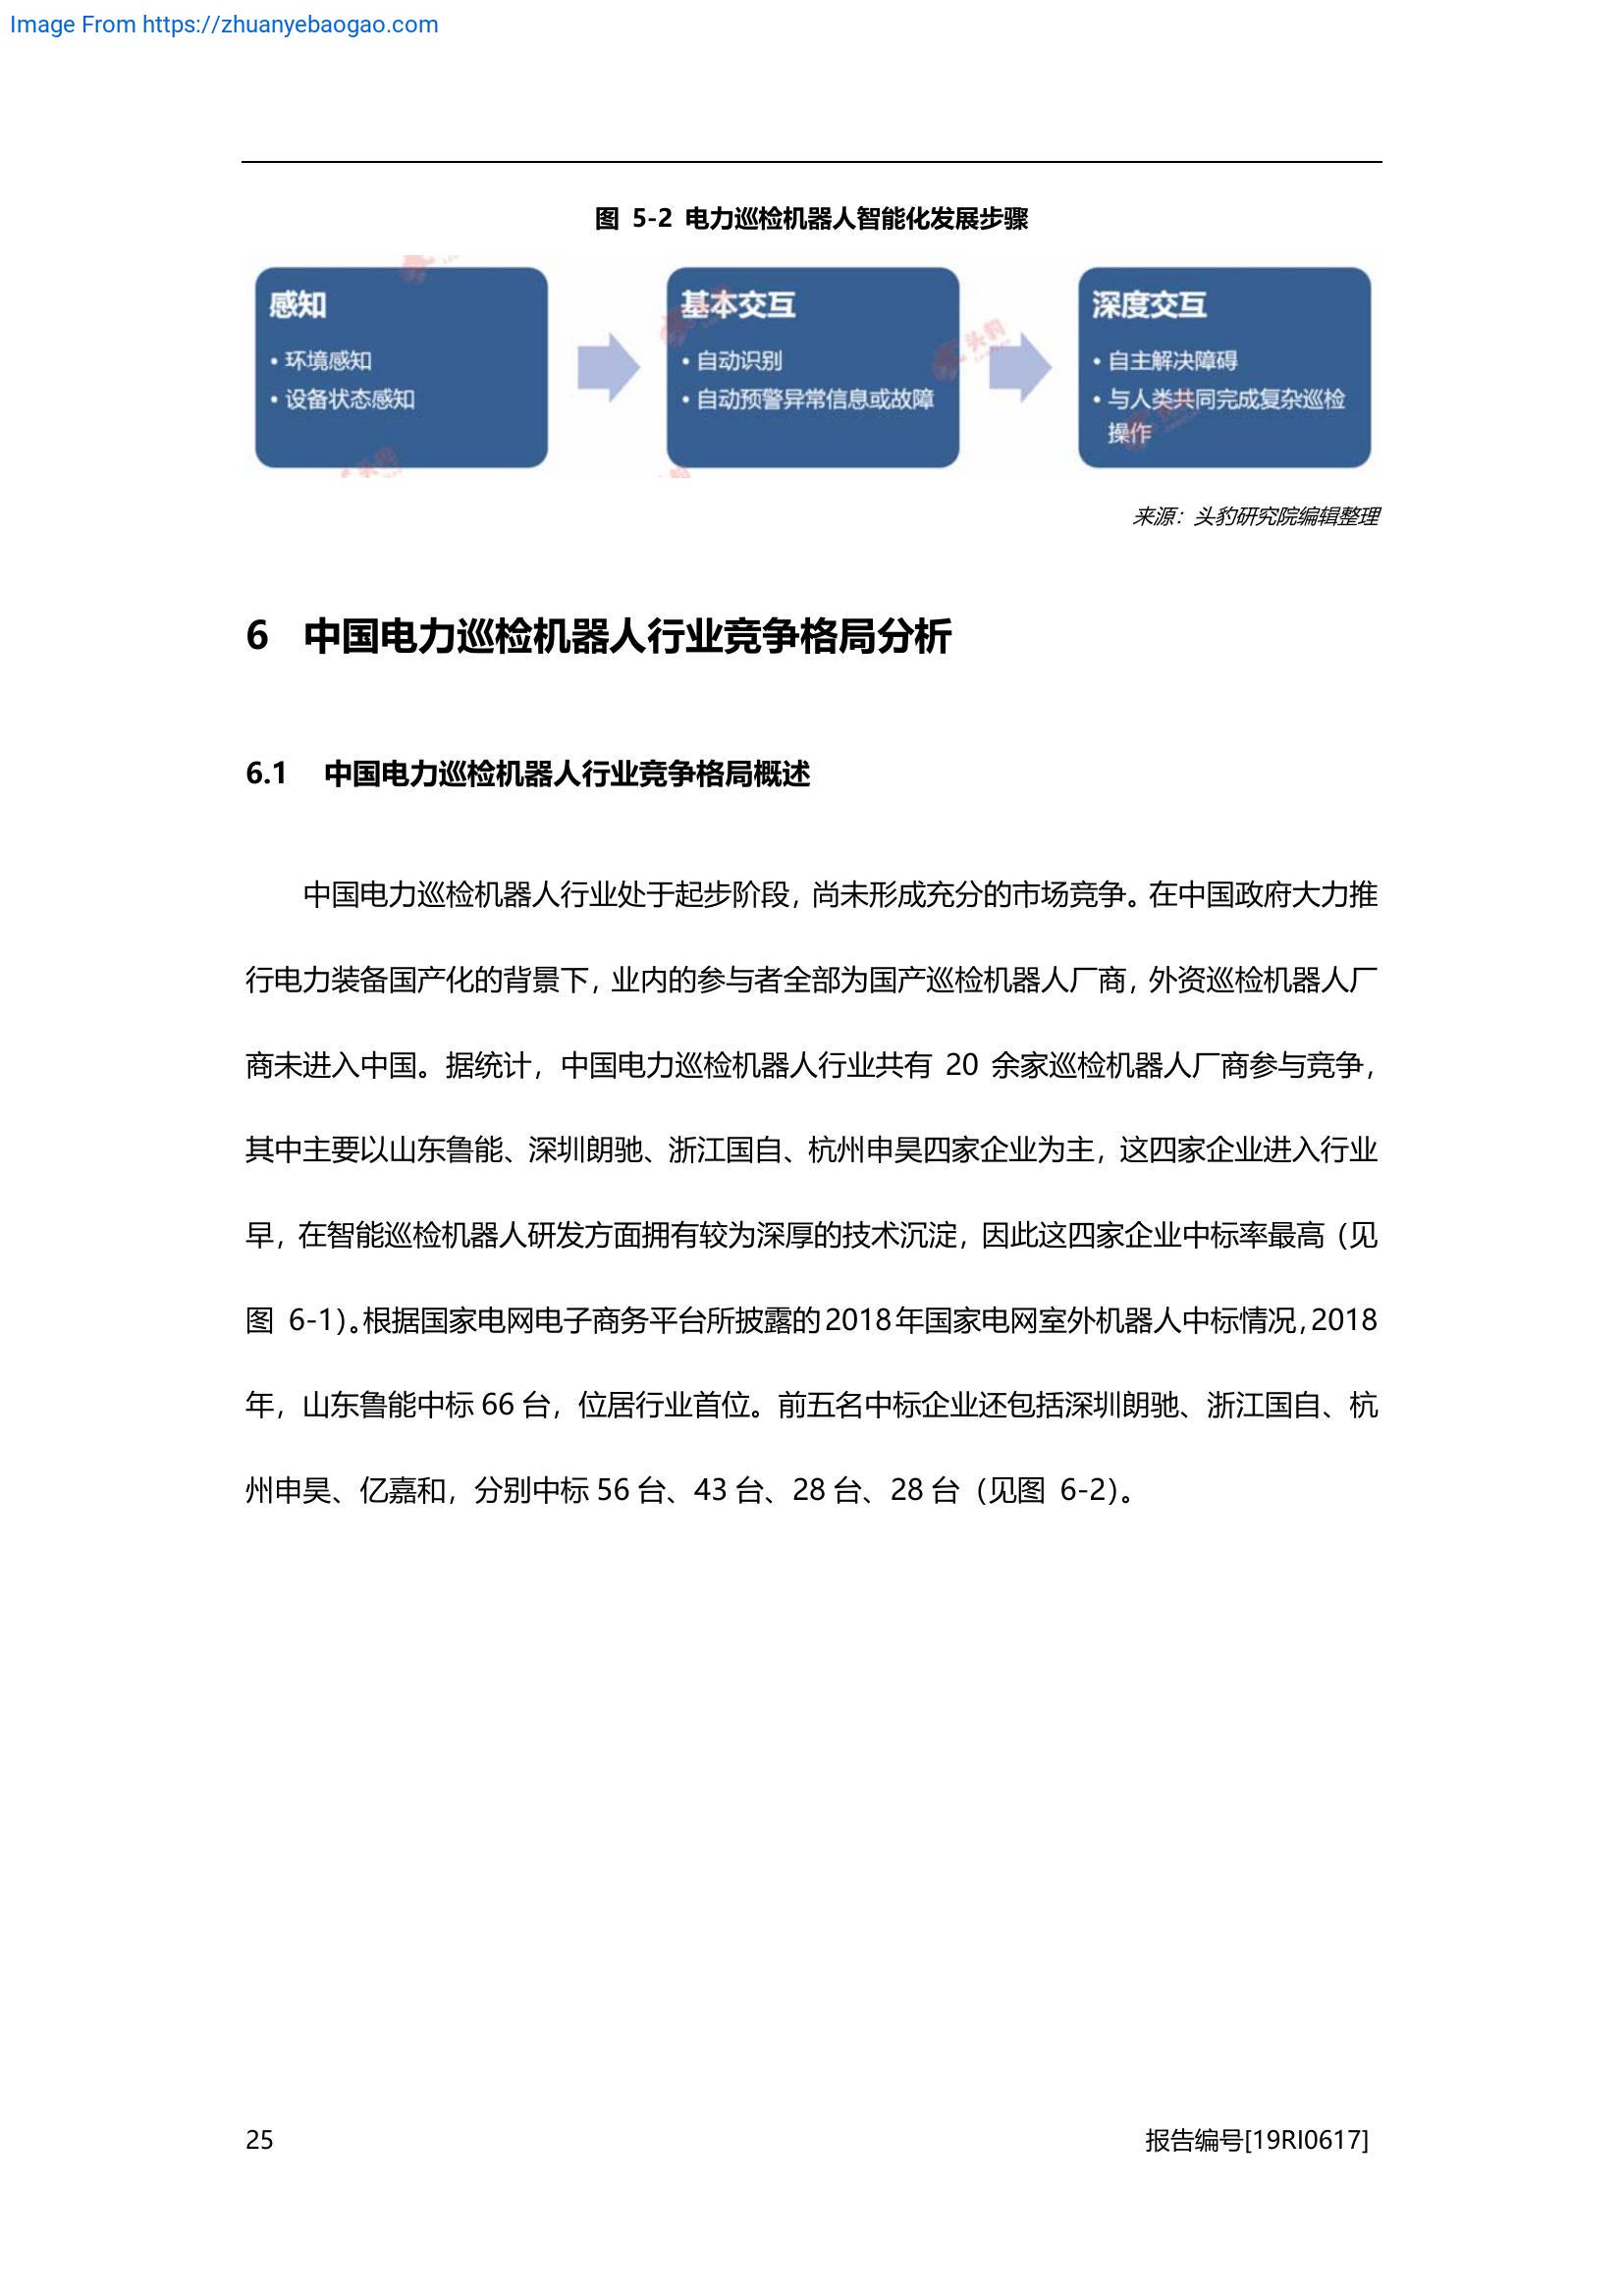 Image From https://zhuanyebaogao.com
图 5-2 电力巡检机器人智能化发展步骤
感知
• 环境感知
• 设备状态感知
基本交互
• 自动识别
• 自动预警异常信息或故障
深度交互
• 自主解决障碍
• 与人类共同完成复杂巡检
操作
头豹
头豹
来源：头豹研究院编辑整理
6 中国电力巡检机器人行业竞争格局分析
6.1 中国电力巡检机器人行业竞争格局概述
中国电力巡检机器人行业处于起步阶段，尚未形成充分的市场竞争。在中国政府大力推
行电力装备国产化的背景下，业内的参与者全部为国产巡检机器人厂商，外资巡检机器人厂
商未进入中国。据统计，中国电力巡检机器人行业共有 20 余家巡检机器人厂商参与竞争，
其中主要以山东鲁能、深圳朗驰、浙江国自、杭州申昊四家企业为主，这四家企业进入行业
早，在智能巡检机器人研发方面拥有较为深厚的技术沉淀，因此这四家企业中标率最高（见
图 6-1）。根据国家电网电子商务平台所披露的2018年国家电网室外机器人中标情况，2018
年，山东鲁能中标 66 台，位居行业首位。前五名中标企业还包括深圳朗驰、浙江国自、杭
州申昊、亿嘉和，分别中标 56 台、43 台、28 台、28 台（见图 6-2）。
25
报告编号[19RI0617]